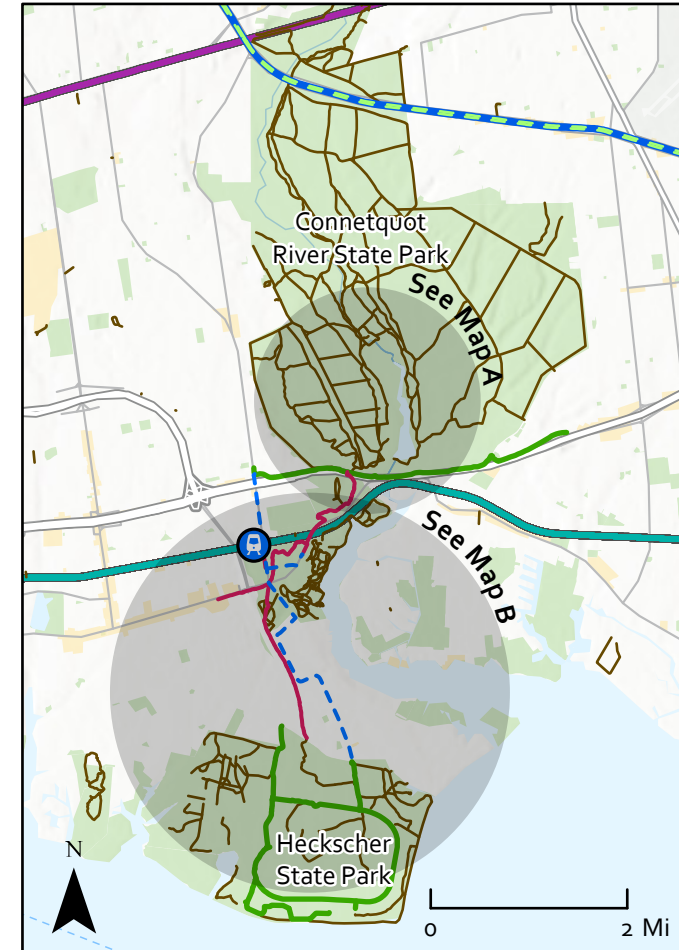 Connetquot
River State Park
See Map A
See Map B
Heckscher
State Park
N
0 2 Mi